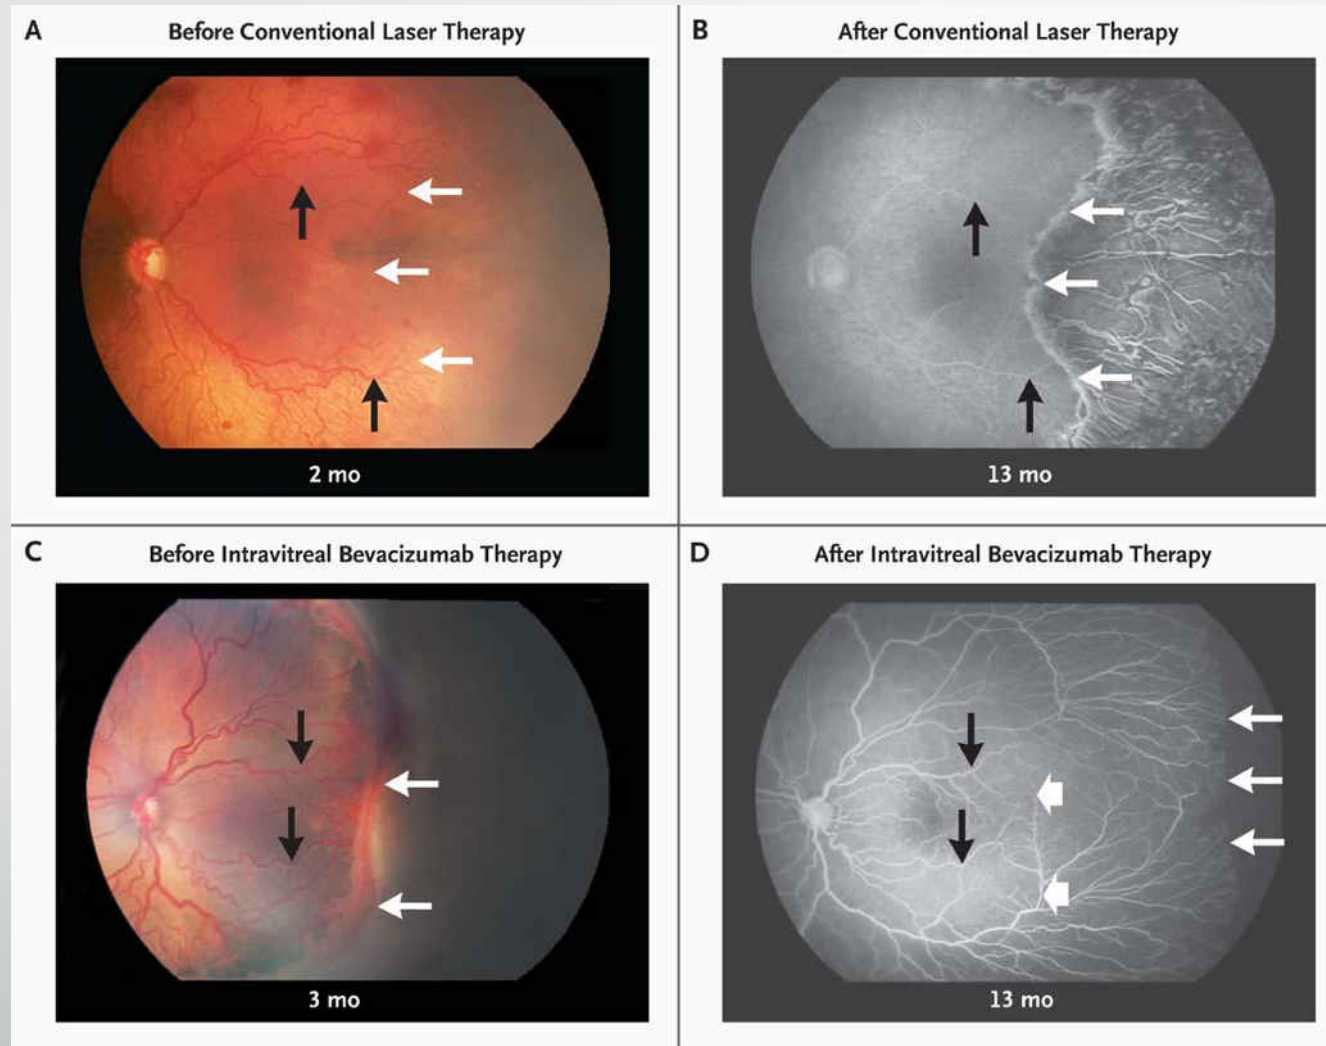 A
Before Conventional Laser Therapy
B
After Conventional Laser Therapy
2 mo
13 mo
C
Before Intravitreal Bevacizumab Therapy
D
After Intravitreal Bevacizumab Therapy
3 mo
13 mo